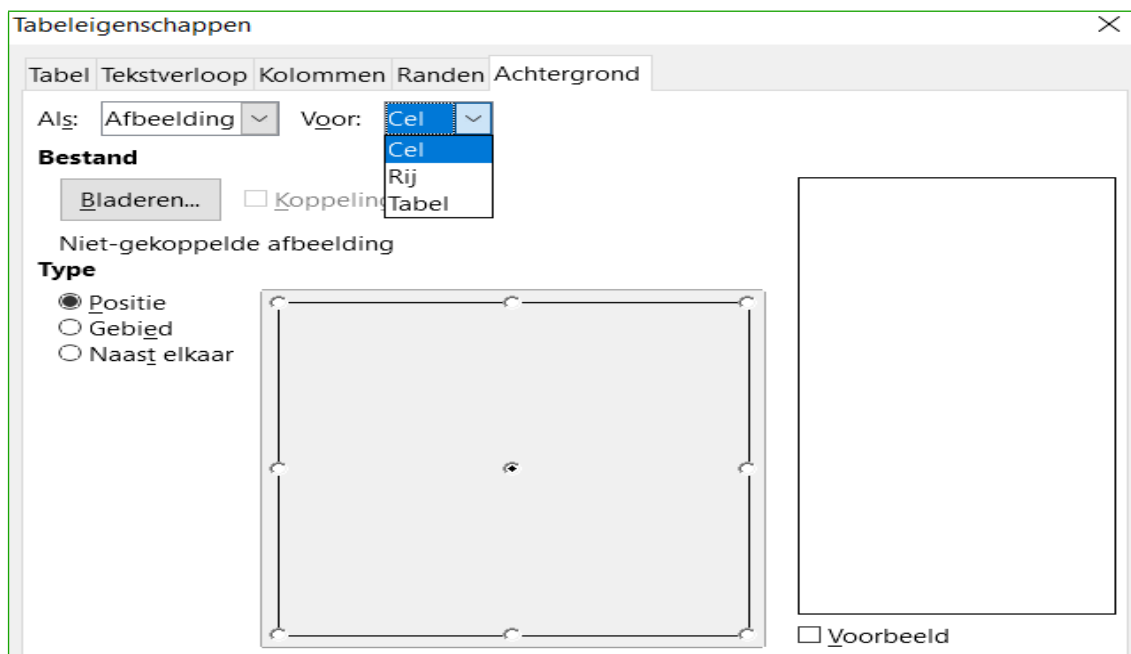 Tabeleigenschappen
Tabel Tekstverloop Kolommen Randen Achtergrond
Als: Afbeelding Voor: Cel
Cel
Rij
Tabel
Bestand
Bladeren... Koppeling
Niet-gekoppelde afbeelding
Type
Positie
Gebied
Naast elkaar
Voorbeeld